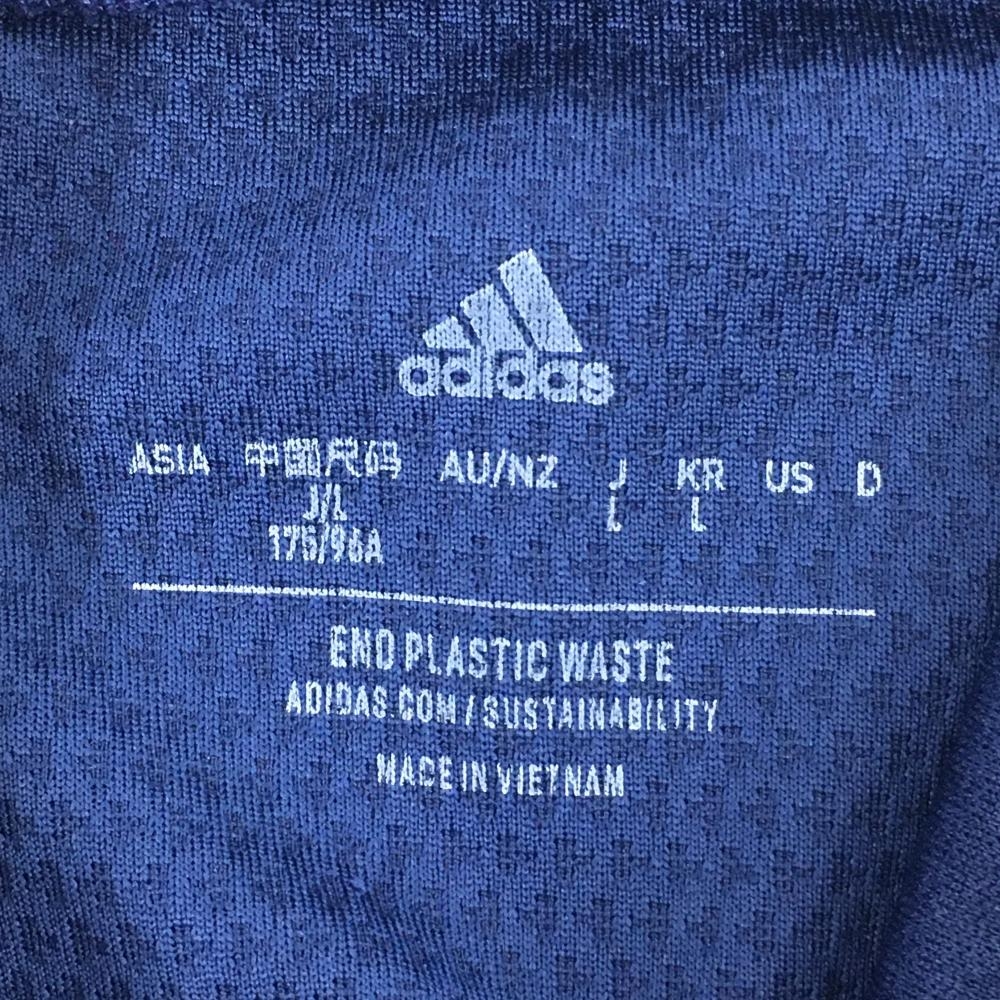 adidas
ASIA 中国尺码 AU/NZ J KR US D
J/L L L
175/96A
END PLASTIC WASTE
ADIDAS.COM/SUSTAINABILITY
MADE IN VIETNAM